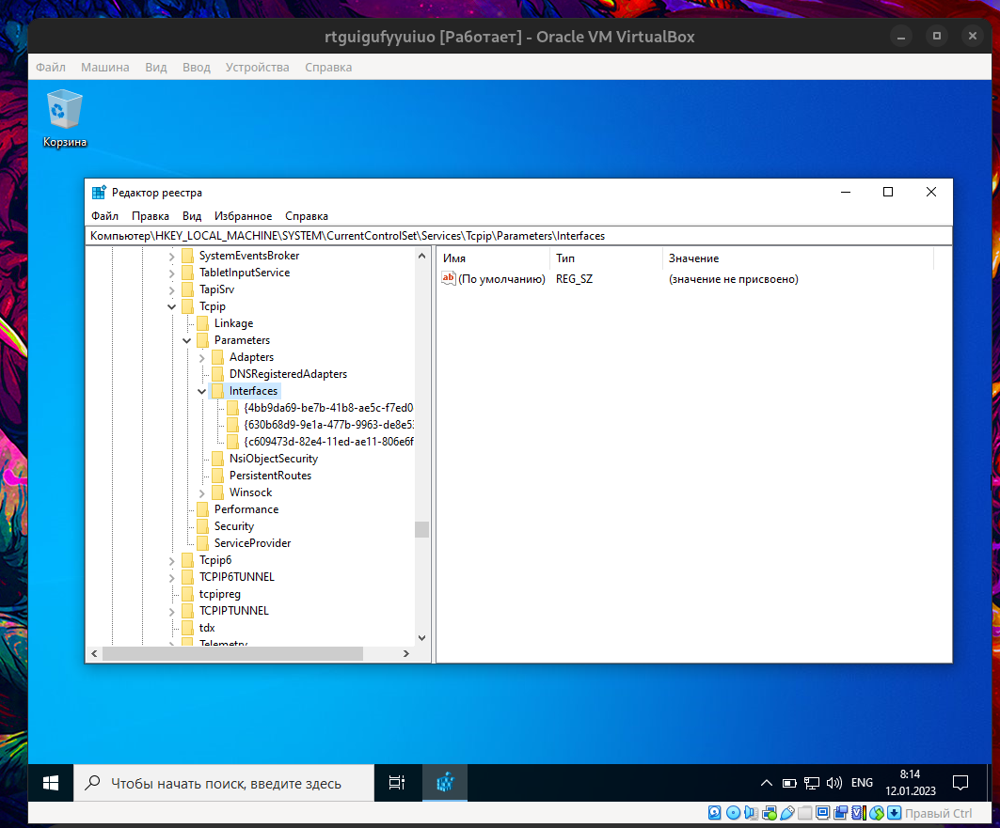 rtguigufyyuiuo [Работает] - Oracle VM VirtualBox
Файл Машина Вид Ввод Устройства Справка
Корзина
Редактор реестра
Файл Правка Вид Избранное Справка
Компьютер\HKEY_LOCAL_MACHINE\SYSTEM\CurrentControlSet\Services\Tcpip\Parameters\Interfaces
SystemEventsBroker
TabletInputService
TapiSrv
Tcpip
Linkage
Parameters
Adapters
DNSRegisteredAdapters
Interfaces
{4bb9da69-be7b-41b8-ae5c-f7ed0
{630b68d9-9e1a-477b-9963-de8e53
{c609473d-82e4-11ed-ae11-806e6f
NsiObjectSecurity
PersistentRoutes
Winsock
Performance
Security
ServiceProvider
Tcpip6
TCPIP6TUNNEL
tcpipreg
TCPIPTUNNEL
tdx
Telemetry
Имя Тип Значение
ab (По умолчанию) REG_SZ (значение не присвоено)
Чтобы начать поиск, введите здесь
ENG
8:14
12.01.2023
Правый Ctrl